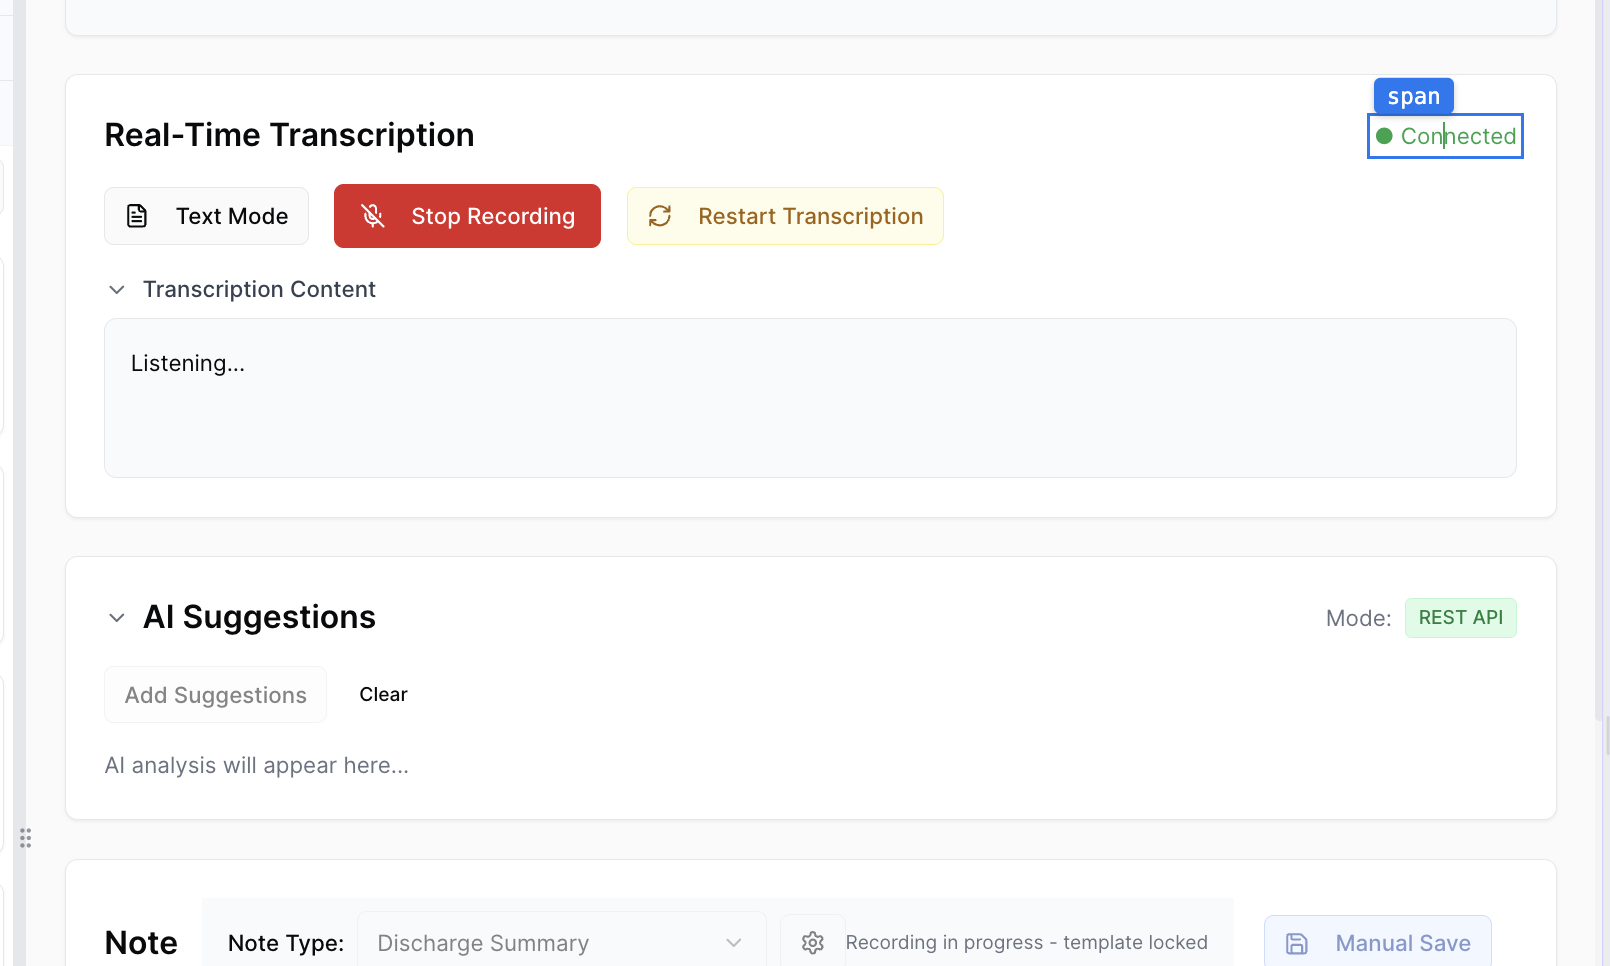 span
Real-Time Transcription
Connected
Text Mode
Stop Recording
Restart Transcription
Transcription Content
Listening...
AI Suggestions
Mode: REST API
Add Suggestions
Clear
AI analysis will appear here...
Note
Note Type: Discharge Summary
Recording in progress - template locked
Manual Save